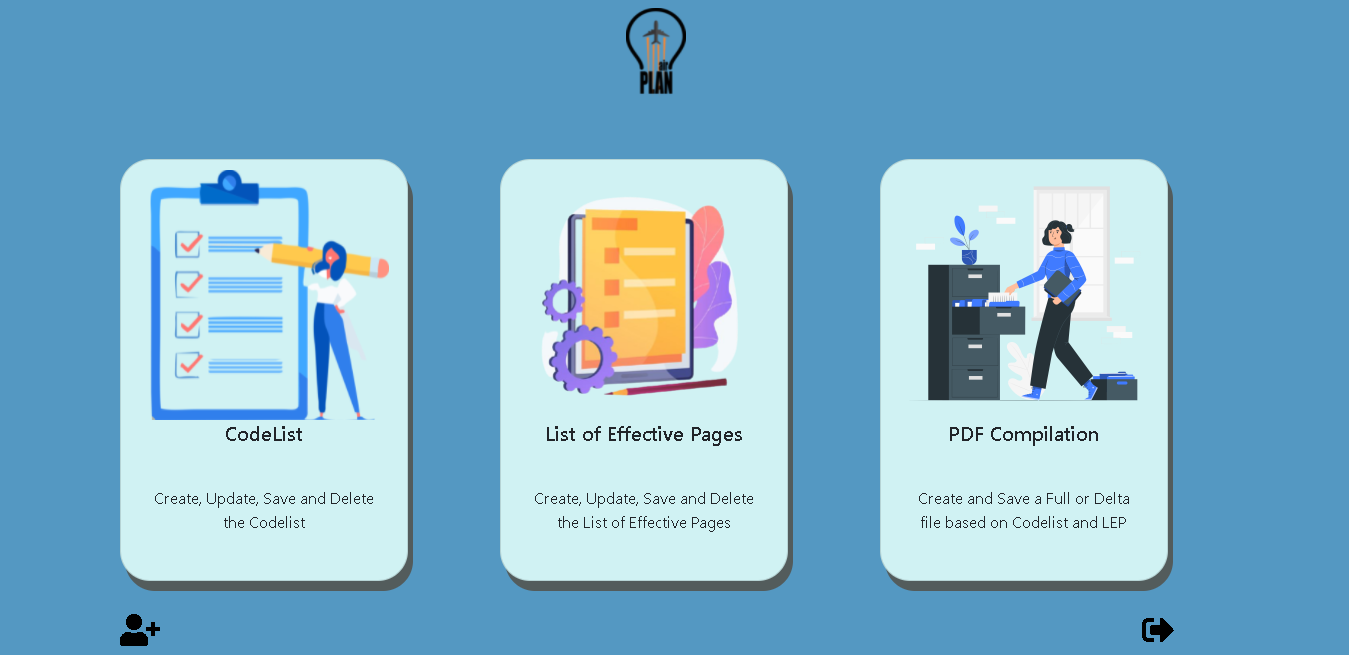 air
PLAN
CodeList
List of Effective Pages
PDF Compilation
Create, Update, Save and Delete
the Codelist
Create, Update, Save and Delete
the List of Effective Pages
Create and Save a Full or Delta
file based on Codelist and LEP